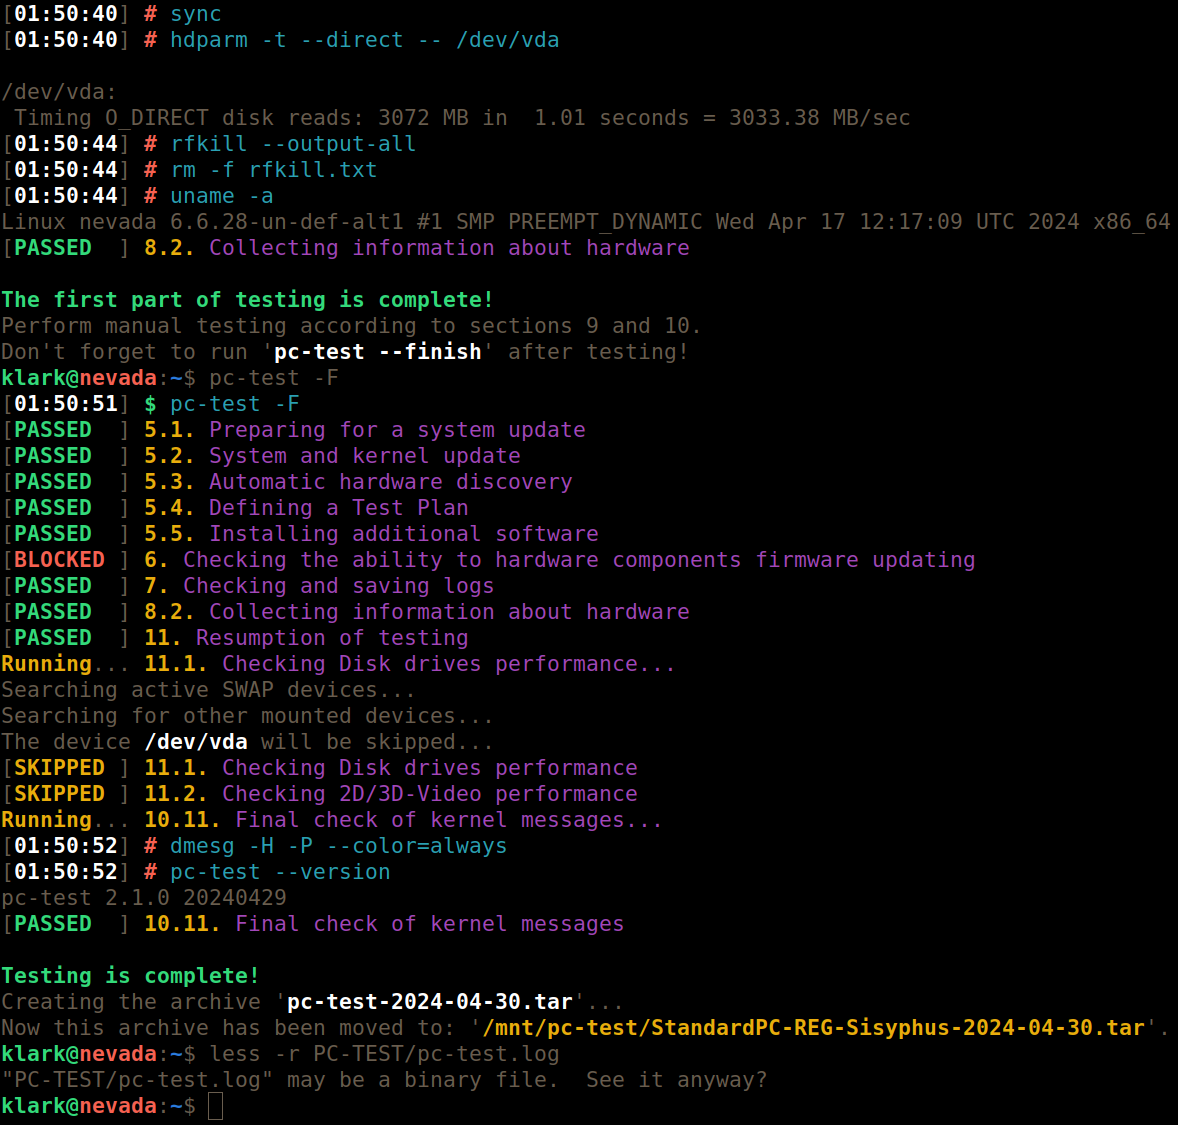 [01:50:40] # sync
[01:50:40] # hdparm -t --direct -- /dev/vda

/dev/vda:
 Timing O_DIRECT disk reads: 3072 MB in  1.01 seconds = 3033.38 MB/sec
[01:50:44] # rfkill --output-all
[01:50:44] # rm -f rfkill.txt
[01:50:44] # uname -a
Linux nevada 6.6.28-un-def-alt1 #1 SMP PREEMPT_DYNAMIC Wed Apr 17 12:17:09 UTC 2024 x86_64
[PASSED  ] 8.2. Collecting information about hardware

The first part of testing is complete!
Perform manual testing according to sections 9 and 10.
Don't forget to run 'pc-test --finish' after testing!
klark@nevada:~$ pc-test -F
[01:50:51] $ pc-test -F
[PASSED  ] 5.1. Preparing for a system update
[PASSED  ] 5.2. System and kernel update
[PASSED  ] 5.3. Automatic hardware discovery
[PASSED  ] 5.4. Defining a Test Plan
[PASSED  ] 5.5. Installing additional software
[BLOCKED ] 6. Checking the ability to hardware components firmware updating
[PASSED  ] 7. Checking and saving logs
[PASSED  ] 8.2. Collecting information about hardware
[PASSED  ] 11. Resumption of testing
Running... 11.1. Checking Disk drives performance...
Searching active SWAP devices...
Searching for other mounted devices...
The device /dev/vda will be skipped...
[SKIPPED ] 11.1. Checking Disk drives performance
[SKIPPED ] 11.2. Checking 2D/3D-Video performance
Running... 10.11. Final check of kernel messages...
[01:50:52] # dmesg -H -P --color=always
[01:50:52] # pc-test --version
pc-test 2.1.0 20240429
[PASSED  ] 10.11. Final check of kernel messages

Testing is complete!
Creating the archive 'pc-test-2024-04-30.tar'...
Now this archive has been moved to: '/mnt/pc-test/StandardPC-REG-Sisyphus-2024-04-30.tar'.
klark@nevada:~$ less -r PC-TEST/pc-test.log
"PC-TEST/pc-test.log" may be a binary file.  See it anyway?
klark@nevada:~$